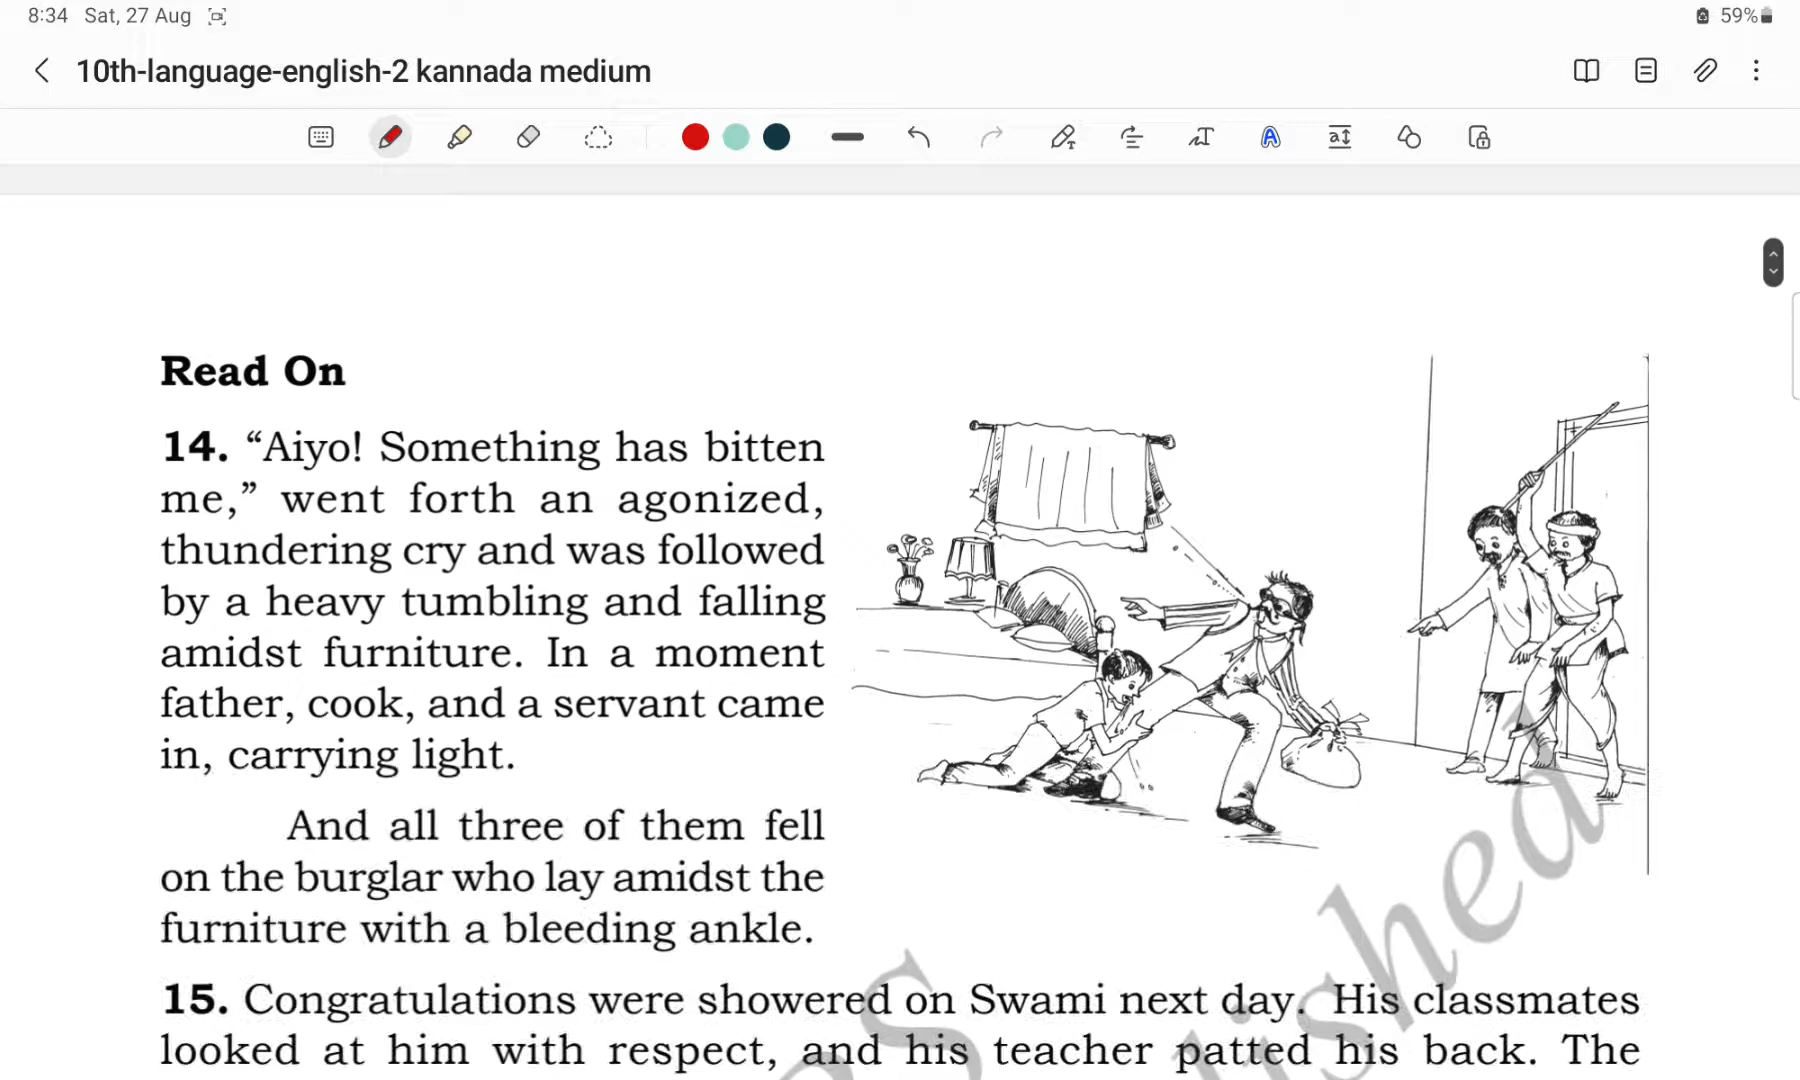 8:34 Sat, 27 Aug
59%
10th-language-english-2 kannada medium
Read On
14. “Aiyo! Something has bitten
me,” went forth an agonized,
thundering cry and was followed
by a heavy tumbling and falling
amidst furniture. In a moment
father, cook, and a servant came
in, carrying light.
And all three of them fell
on the burglar who lay amidst the
furniture with a bleeding ankle.
15. Congratulations were showered on Swami next day. His classmates
looked at him with respect, and his teacher patted his back. The